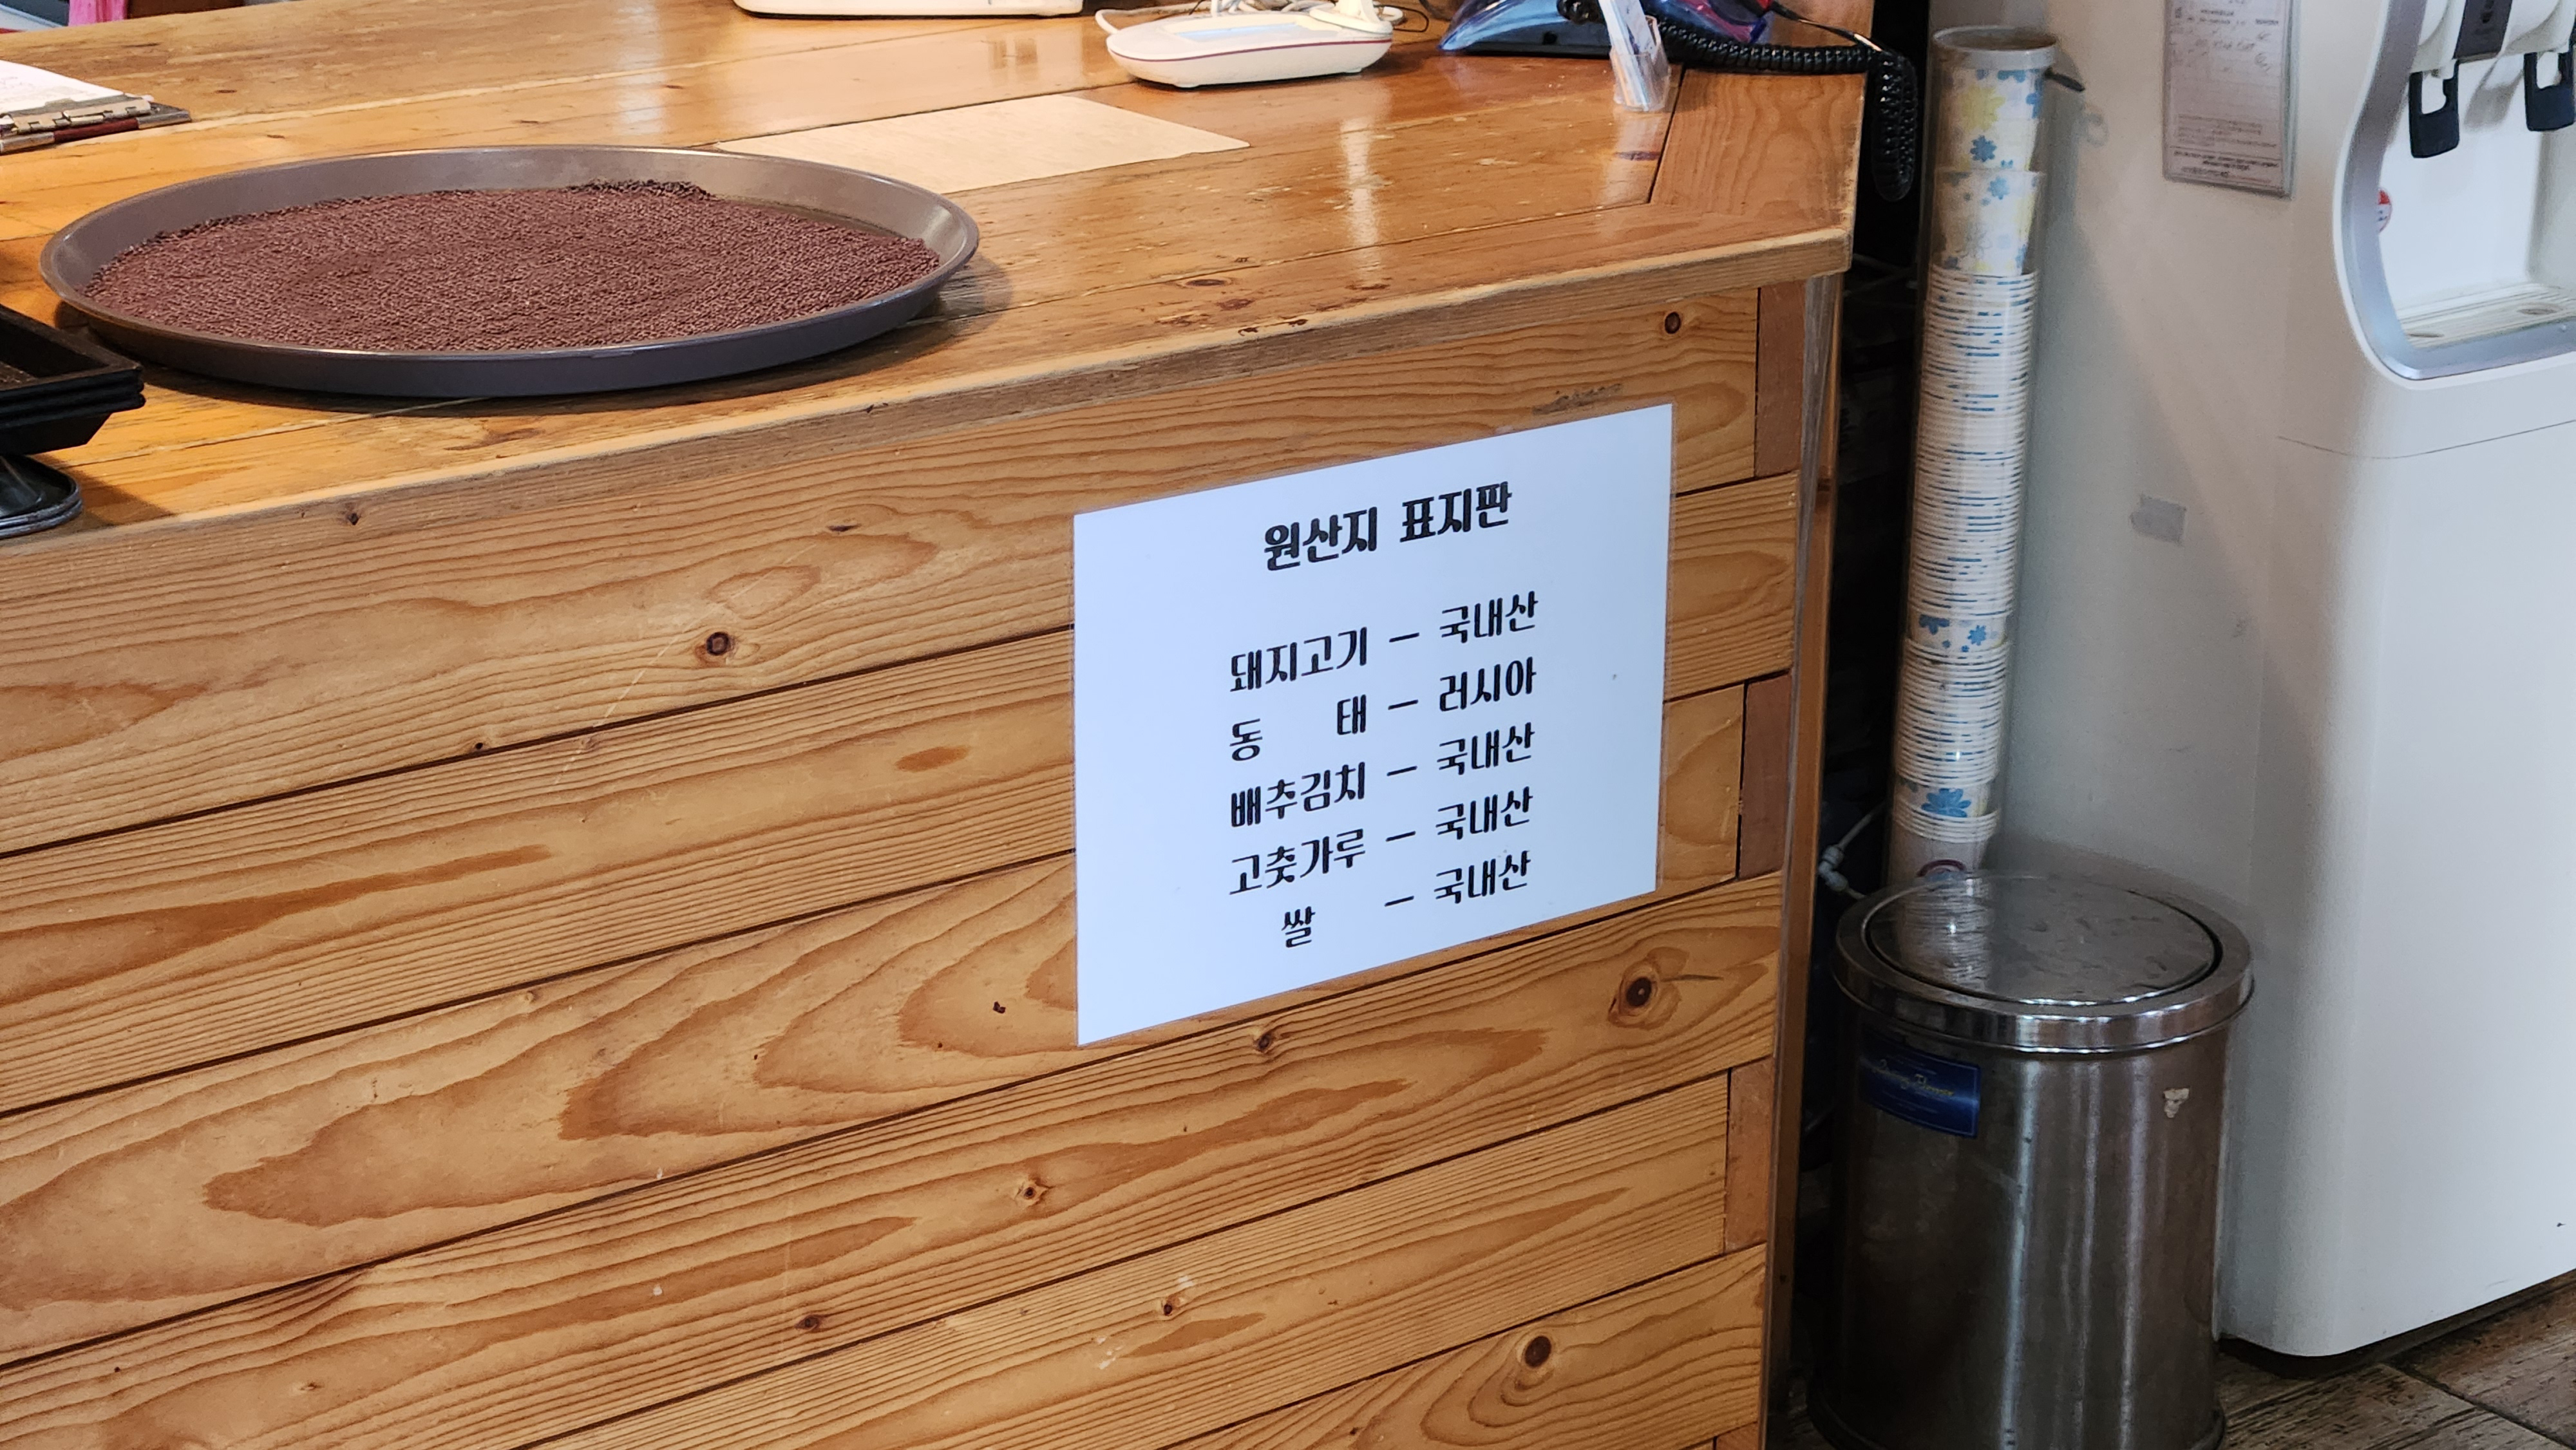 원산지 표지판
돼지고기 - 국내산
동 태 - 러시아
배추김치 - 국내산
고춧가루 - 국내산
쌀 - 국내산